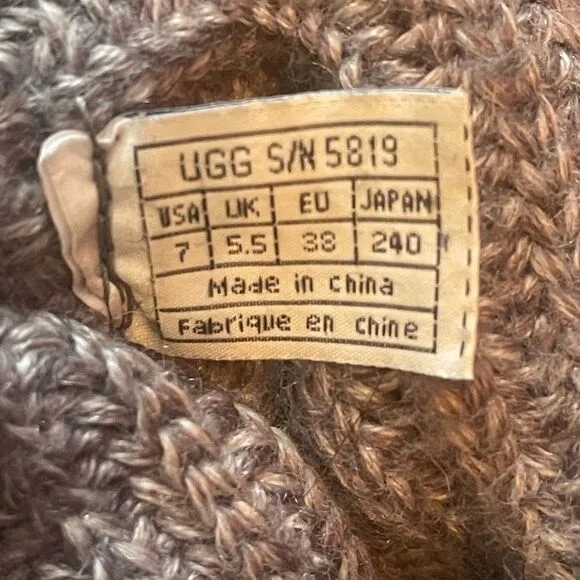 UGG S/N 5819
USA UK EU JAPAN
7 5.5 38 240
Made in China
Fabrique en Chine